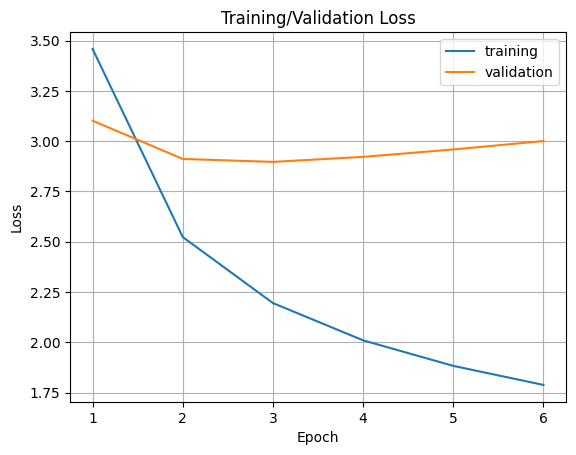 Training/Validation Loss
training
validation
3.50
3.25
3.00
2.75
2.50
2.25
2.00
1.75
Loss
1 2 3 4 5 6
Epoch